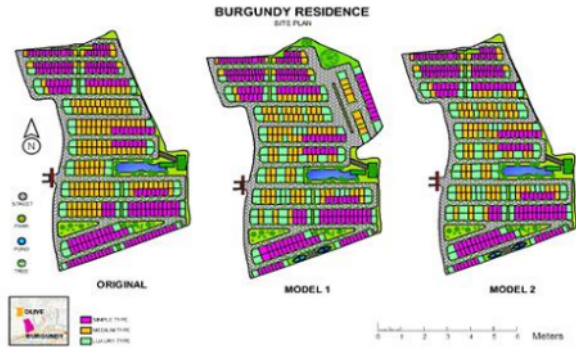 BURGUNDY RESIDENCE
SITE PLAN
N
STREET
PARK
POND
TREE
ORIGINAL
MODEL 1
MODEL 2
OLIVE
BURGUNDY
SIMPLE TYPE
MEDIUM TYPE
LUXURY TYPE
0 1 2 3 4 5 6 Meters